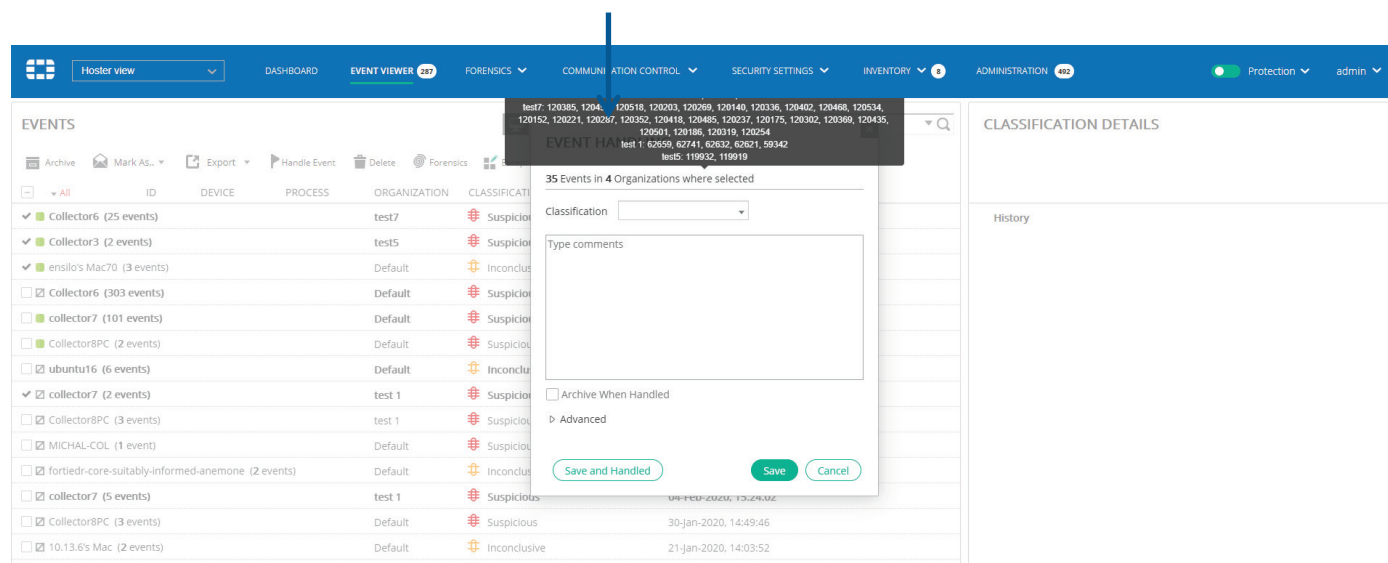 Hoster view
DASHBOARD
EVENT VIEWER 287
FORENSICS
COMMUNICATION CONTROL
SECURITY SETTINGS
INVENTORY 8
ADMINISTRATION 492
Protection
admin
EVENTS
Archive
Mark As..
Export
Handle Event
Delete
Forensics
All
ID
DEVICE
PROCESS
ORGANIZATION
CLASSIFICATI
Collector6 (25 events) test7 Suspicio
Collector3 (2 events) test5 Suspicio
ensilo's Mac70 (3 events) Default Inconclus
Collector6 (303 events) Default Suspicio
collector7 (101 events) Default Suspicio
Collector8PC (2 events) Default Suspiciou
ubuntu16 (6 events) Default Inconclu
collector7 (2 events) test 1 Suspicio
Collector8PC (3 events) test 1 Suspiciou
MICHAL-COL (1 event) Default Suspiciou
fortiedr-core-suitably-informed-anemone (2 events) Default Inconclus
collector7 (5 events) test 1 Suspicious 04-Feb-2020, 15:24:02
Collector8PC (3 events) Default Suspicious 30-Jan-2020, 14:49:46
10.13.6's Mac (2 events) Default Inconclusive 21-Jan-2020, 14:03:52
120518, 120203, 120269, 120140, 120336, 120402, 120468, 120534,
120152, 120221, 120287, 120352, 120418, 120485, 120237, 120175, 120302, 120369, 120435,
120501, 120186, 120319, 120254
test 1: 62659, 62741, 62632, 62621, 59342
test5: 119932, 119919
EVENT HANDLING
35 Events in 4 Organizations where selected
Classification
Type comments
Archive When Handled
Advanced
Save and Handled
Save
Cancel
CLASSIFICATION DETAILS
History